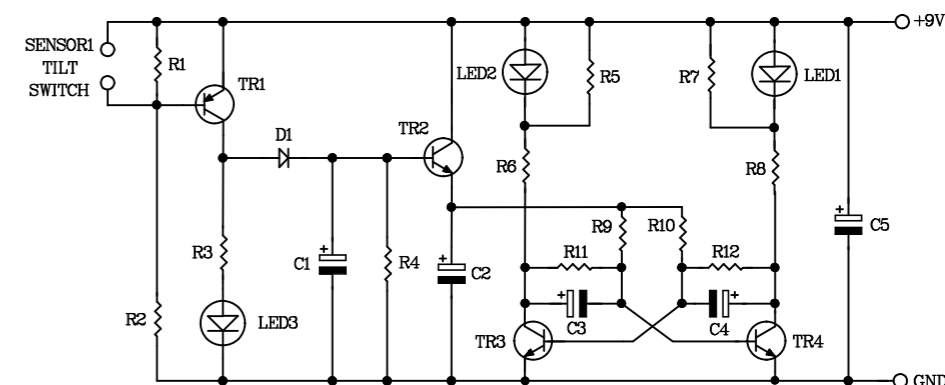 +9V
SENSOR1
TILT
SWITCH
R1
TR1
LED2
R5
R7
LED1
D1
TR2
R6
R8
R3
C1
R4
C2
R9
R10
R11
R12
C5
R2
LED3
C3
C4
TR3
TR4
GND